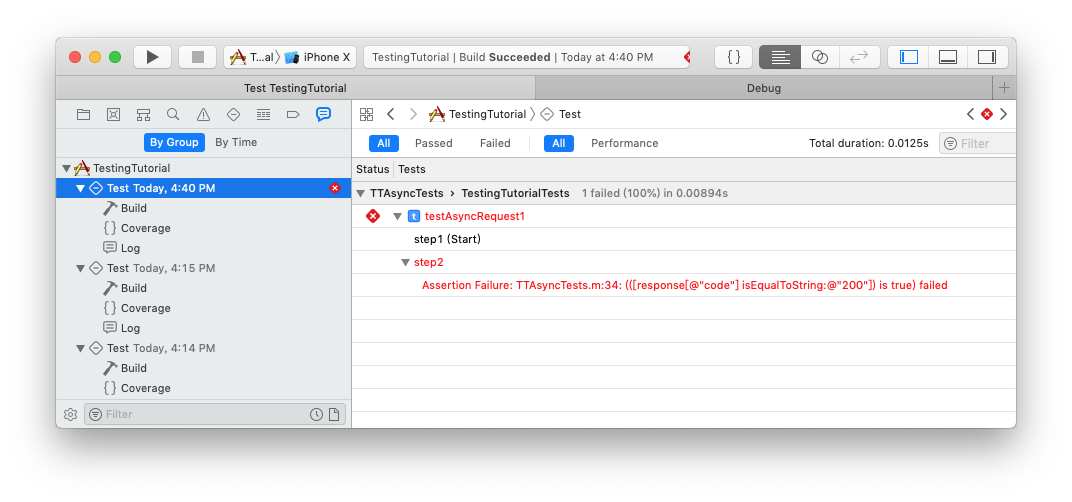 T...al〉 iPhone X
TestingTutorial | Build Succeeded | Today at 4:40 PM
{ }
Test TestingTutorial
Debug
+
TestingTutorial 〉 Test
By Group
By Time
All
Passed
Failed
All
Performance
Total duration: 0.0125s
Filter
Status
Tests
TestingTutorial
Test Today, 4:40 PM
Build
{ } Coverage
Log
Test Today, 4:15 PM
Build
{ } Coverage
Log
Test Today, 4:14 PM
Build
{ } Coverage
Filter
TTAsyncTests › TestingTutorialTests 1 failed (100%) in 0.00894s
t testAsyncRequest1
step1 (Start)
step2
Assertion Failure: TTAsyncTests.m:34: (([response[@"code"] isEqualToString:@"200"]) is true) failed